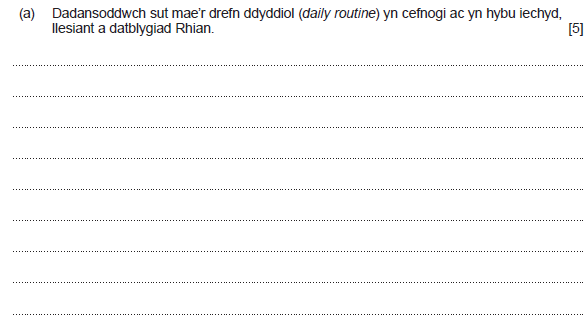 (a) Dadansoddwch sut mae'r drefn ddyddiol (daily routine) yn cefnogi ac yn hybu iechyd,
llesiant a datblygiad Rhian. [5]